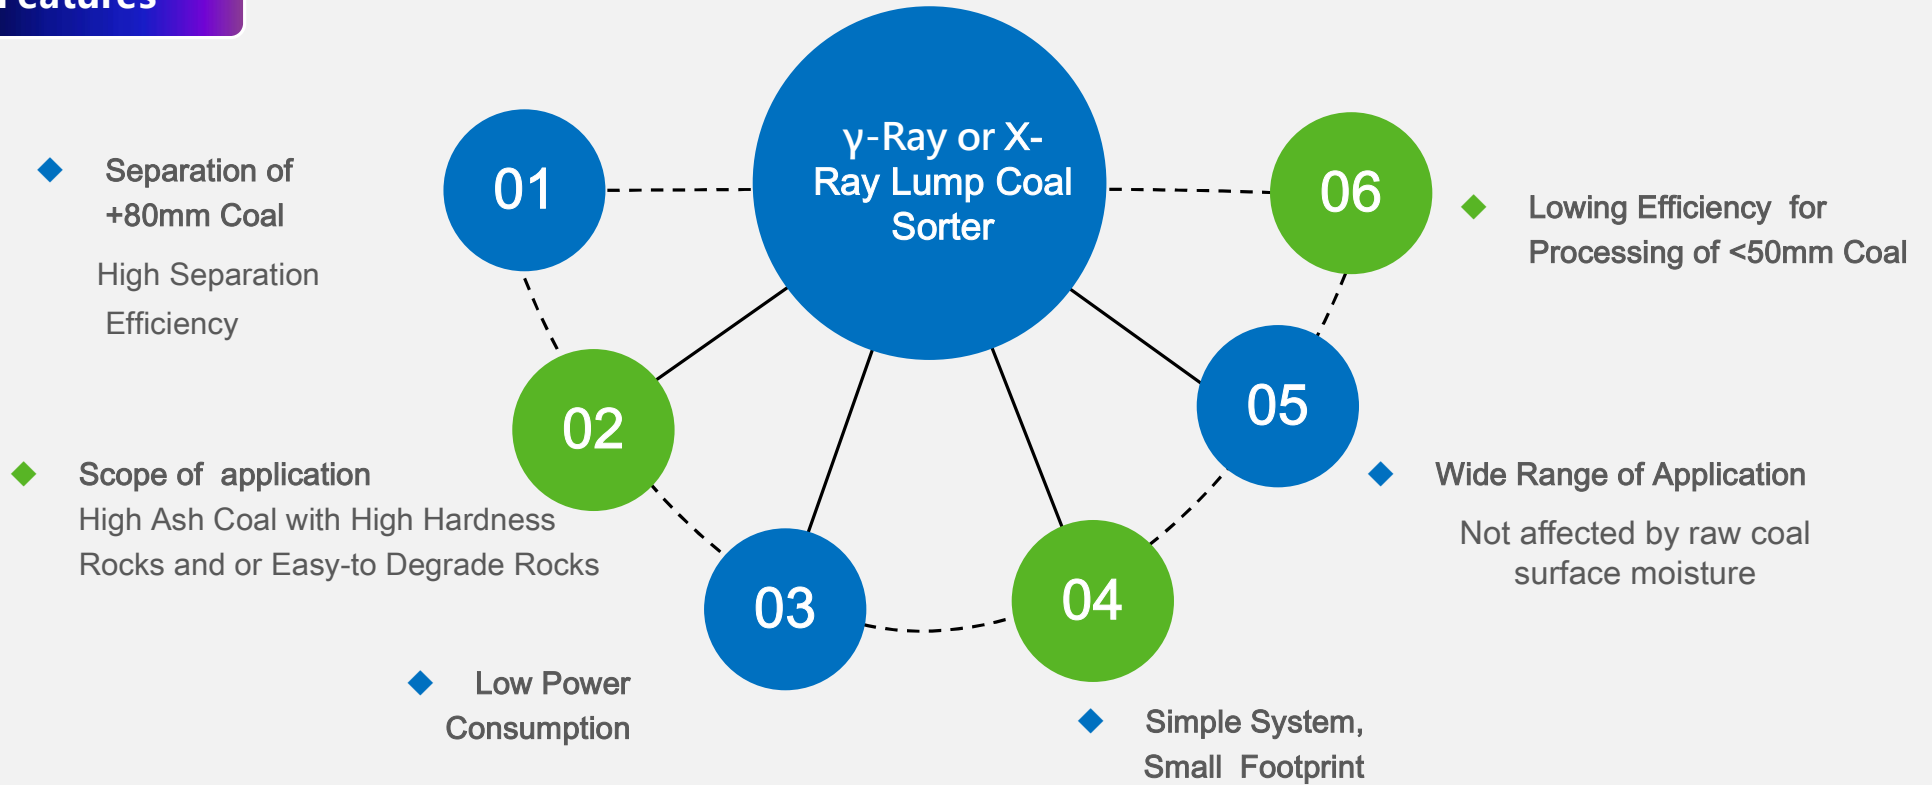 Features
γ-Ray or X-
Ray Lump Coal
Sorter
01
Separation of
+80mm Coal
High Separation
Efficiency
02
Scope of application
High Ash Coal with High Hardness
Rocks and or Easy-to Degrade Rocks
03
Low Power
Consumption
04
Simple System,
Small Footprint
05
Wide Range of Application
Not affected by raw coal
surface moisture
06
Lowing Efficiency for
Processing of <50mm Coal